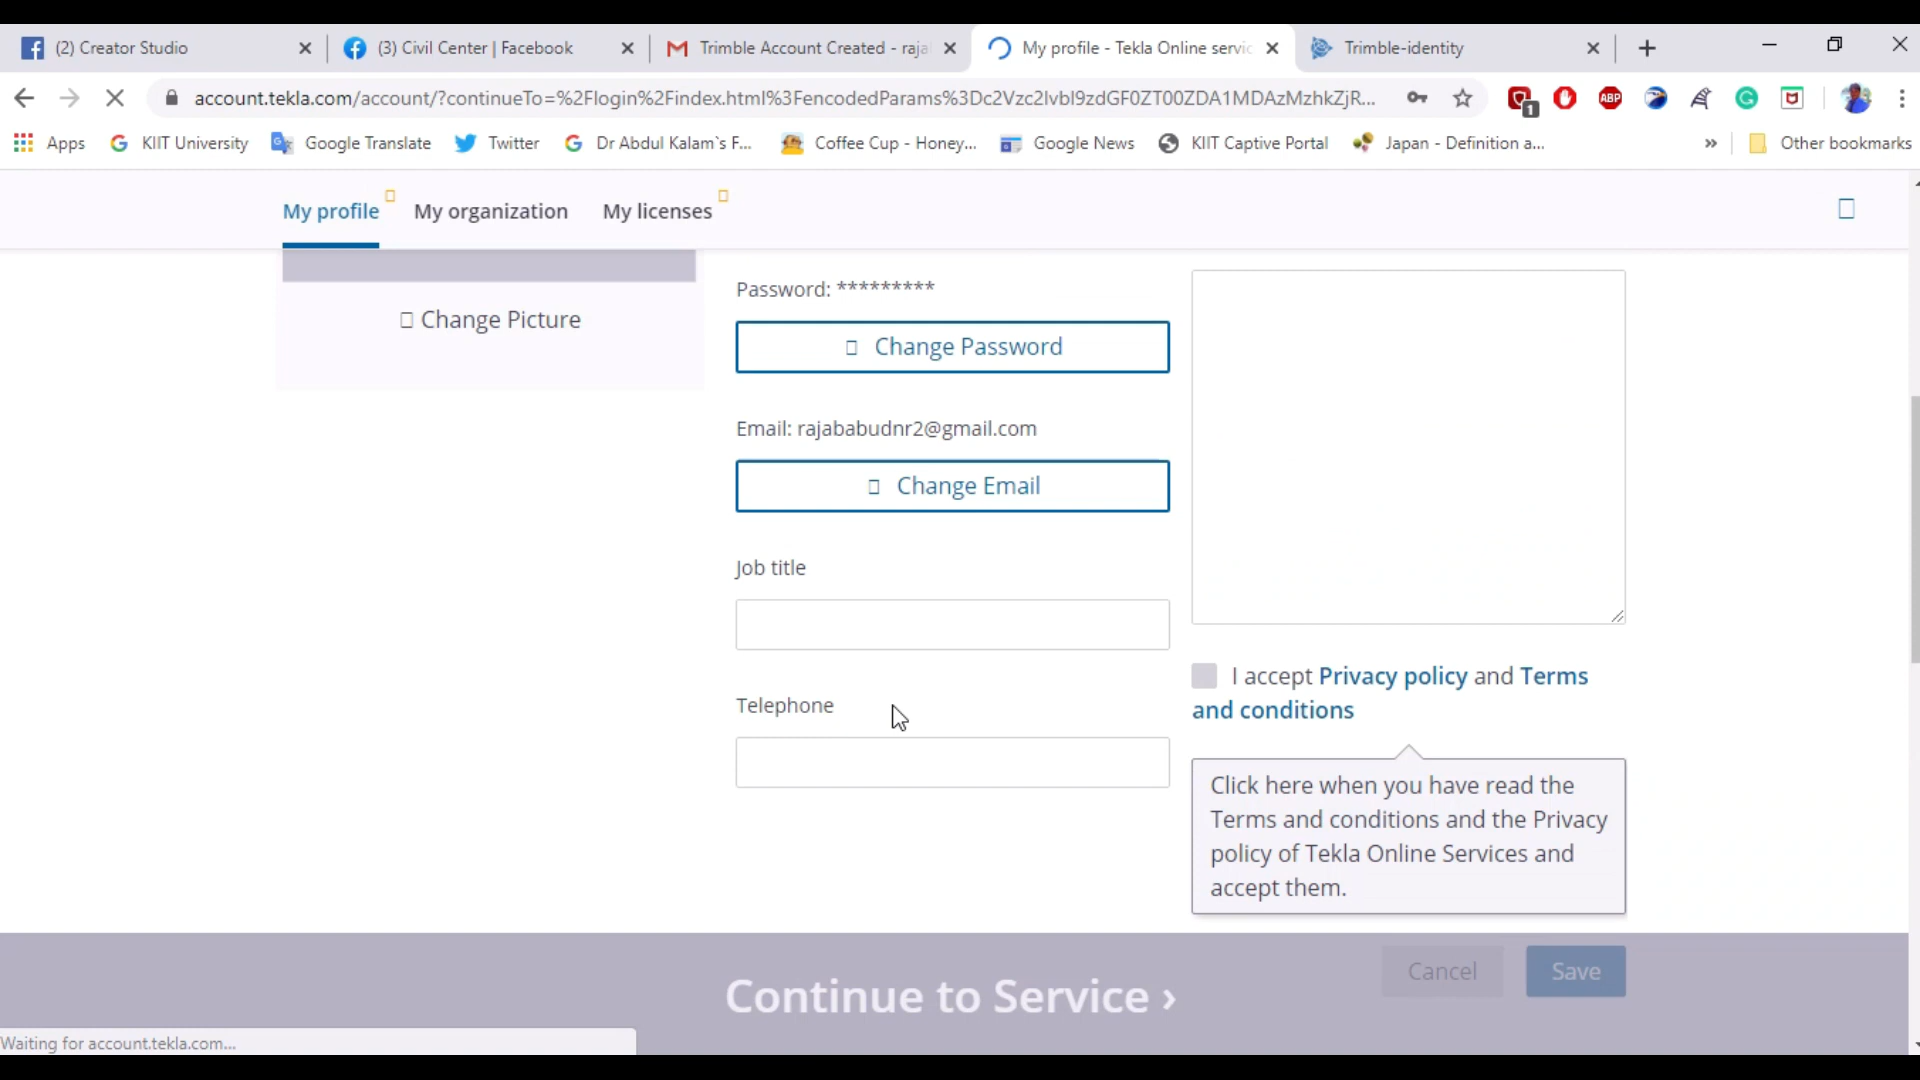 (2) Creator Studio
(3) Civil Center | Facebook
Trimble Account Created - raja
My profile - Tekla Online servic
Trimble-identity
account.tekla.com/account/?continueTo=%2Flogin%2Findex.html%3FencodedParams%3Dc2Vzc2lvbl9zdGF0ZT00ZDA1MDAzMzhkZjR...
1
ABP
Apps
KIIT University
Google Translate
Twitter
Dr Abdul Kalam`s F...
Coffee Cup - Honey...
Google News
KIIT Captive Portal
Japan - Definition a...
»
Other bookmarks
My profile
My organization
My licenses
Change Picture
Password: *********
Change Password
Email: rajababudnr2@gmail.com
Change Email
Job title
Telephone
I accept Privacy policy and Terms
and conditions
Click here when you have read the
Terms and conditions and the Privacy
policy of Tekla Online Services and
accept them.
Cancel
Save
Continue to Service ›
Waiting for account.tekla.com...